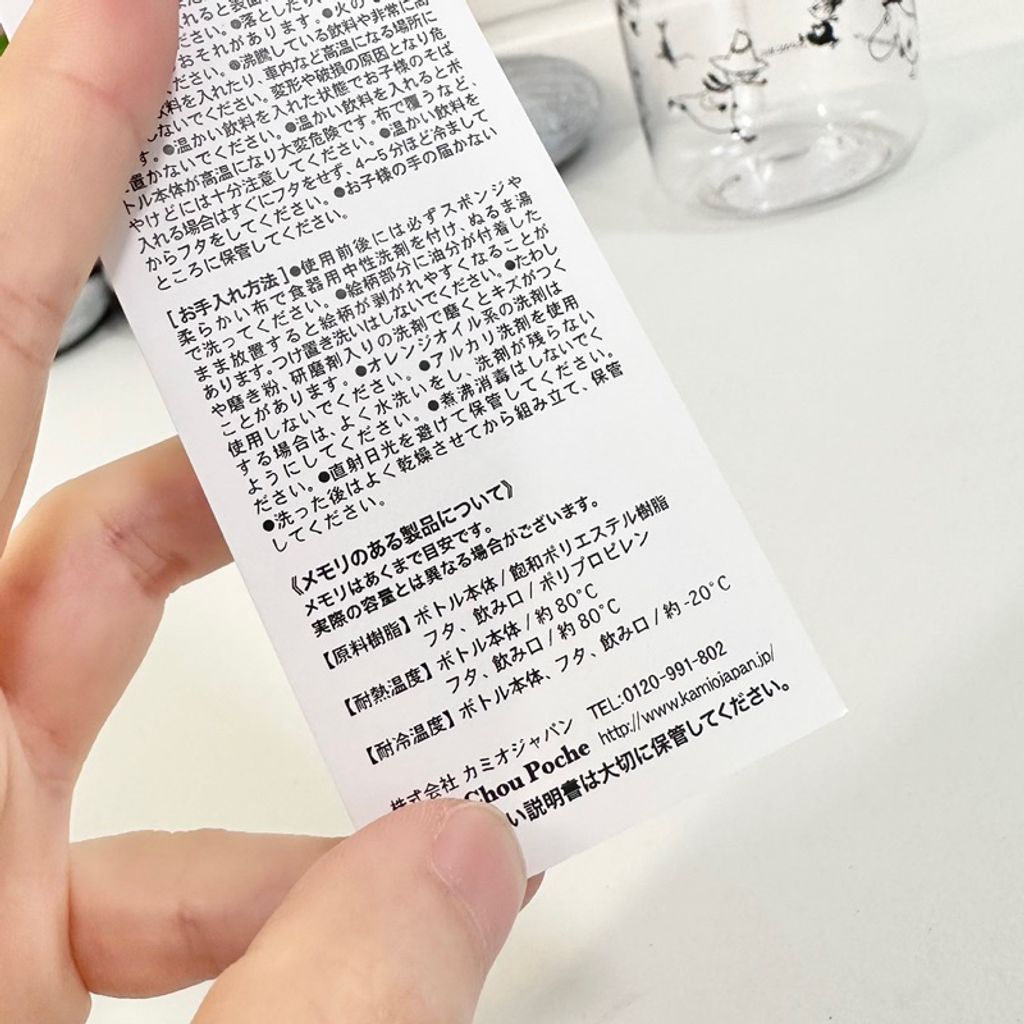 れると表面
ださい。●落としたり
るおそれがあります。●火の
ださい。●沸騰している飲料や非常に高
飲料を入れたり、車内など高温になる場所に
しないでください。変形や破損の原因となり危
す。●温かい飲料を入れた状態でお子様のそば
に置かないでください。●温かい飲料を入れるとボ
トル本体が高温になり大変危険です。布で覆うなど
やけどには十分注意してください。●温かい飲料を
入れる場合はすぐにフタをせず、4〜5分ほど冷まして
からフタをしてください。●お子様の手の届かない
ところに保管してください。
【お手入れ方法】●使用前後には必ずスポンジや
柔らかい布で食器用中性洗剤を付け、ぬるま湯
で洗ってください。●絵柄部分に油分が付着した
まま放置すると絵柄が剥がれやすくなることが
あります。つけ置き洗いはしないでください。●たわし
や磨き粉、研磨剤入りの洗剤で磨くとキズがつく
ことがあります。●オレンジオイル系の洗剤は
使用しないでください。●アルカリ洗剤を使用
する場合は、よく水洗いをし、洗剤が残らない
ようにしてください。●煮沸消毒はしないでく
ださい。●直射日光を避けて保管してください。
●洗った後はよく乾燥させてから組み立て、保管
してください。
《メモリのある製品について》
メモリはあくまで目安です。
実際の容量とは異なる場合がございます。
【原料樹脂】ボトル本体/飽和ポリエステル樹脂
フタ、飲み口/ポリプロピレン
【耐熱温度】ボトル本体/約80℃
フタ、飲み口/約80℃
【耐冷温度】ボトル本体、フタ、飲み口/約-20℃
株式会社 カミオジャパン TEL:0120-991-802
Chou Poche http://www.kamiojapan.jp/
い説明書は大切に保管してください。